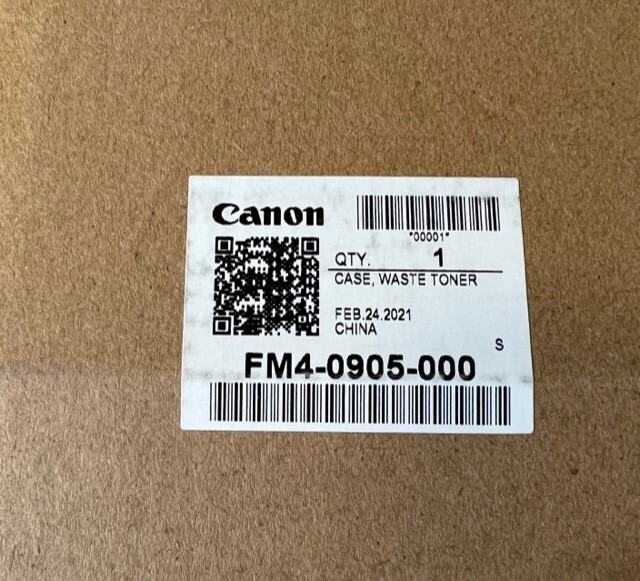 Canon
*00001*
QTY. 1
CASE, WASTE TONER
FEB.24.2021
CHINA
S
FM4-0905-000